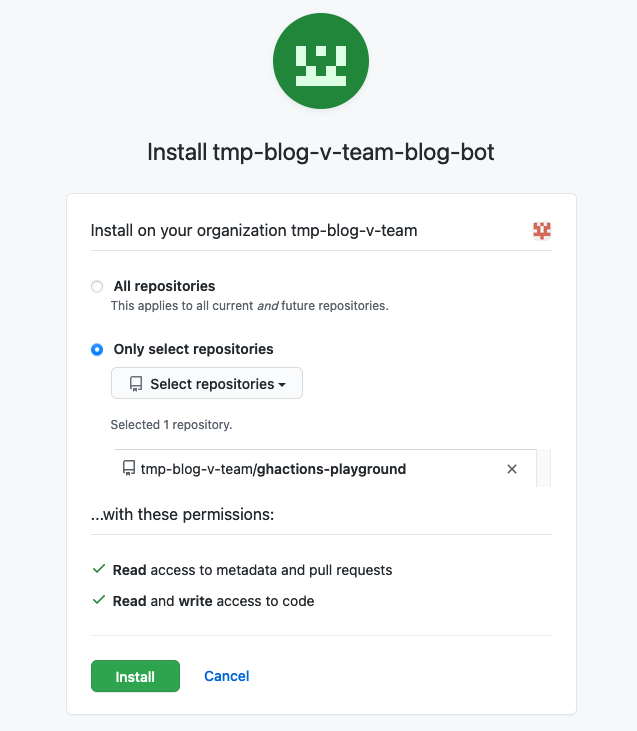 Install tmp-blog-v-team-blog-bot
Install on your organization tmp-blog-v-team
All repositories
This applies to all current and future repositories.
Only select repositories
Select repositories
Selected 1 repository.
tmp-blog-v-team/ghactions-playground
...with these permissions:
Read access to metadata and pull requests
Read and write access to code
Install Cancel